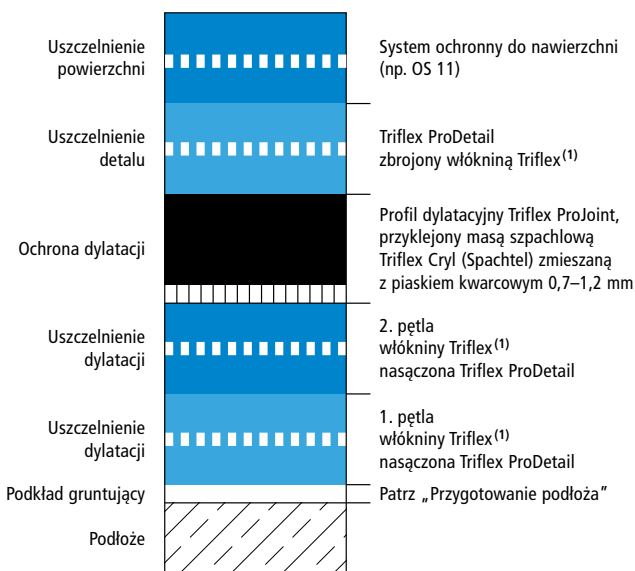 Uszczelnienie
powierzchni
System ochronny do nawierzchni
(np. OS 11)
Uszczelnienie
detalu
Triflex ProDetail
zbrojony włókniną Triflex(1)
Ochrona dylatacji
Profil dylatacyjny Triflex ProJoint,
przyklejony masą szpachlową
Triflex Cryl (Spachtel) zmieszaną
z piaskiem kwarcowym 0,7–1,2 mm
Uszczelnienie
dylatacji
2. pętla
włókniny Triflex(1)
nasączona Triflex ProDetail
Uszczelnienie
dylatacji
1. pętla
włókniny Triflex(1)
nasączona Triflex ProDetail
Podkład gruntujący
Patrz „Przygotowanie podłoża”
Podłoże